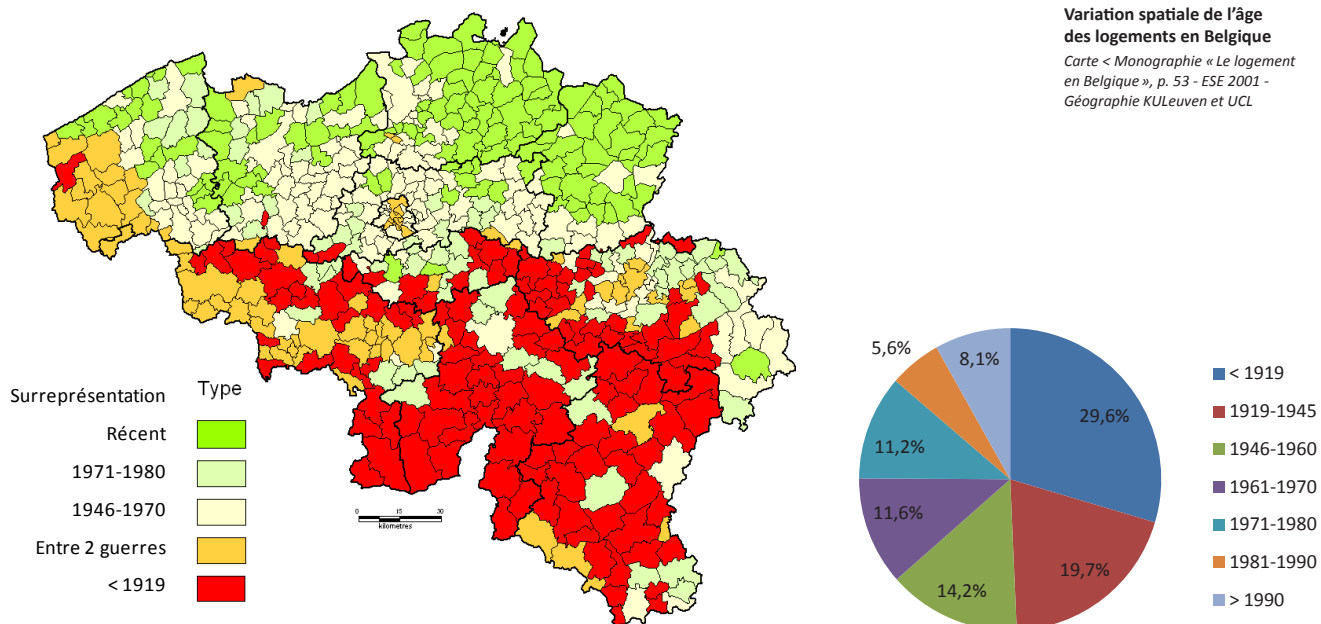 Variation spatiale de l’âge
des logements en Belgique
Carte < Monographie « Le logement
en Belgique », p. 53 - ESE 2001 -
Géographie KULeuven et UCL
Surreprésentation Type
Récent
1971-1980
1946-1970
Entre 2 guerres
< 1919
0 15 30
kilomètres
5,6%
8,1%
29,6%
11,2%
11,6%
14,2%
19,7%
< 1919
1919-1945
1946-1960
1961-1970
1971-1980
1981-1990
> 1990